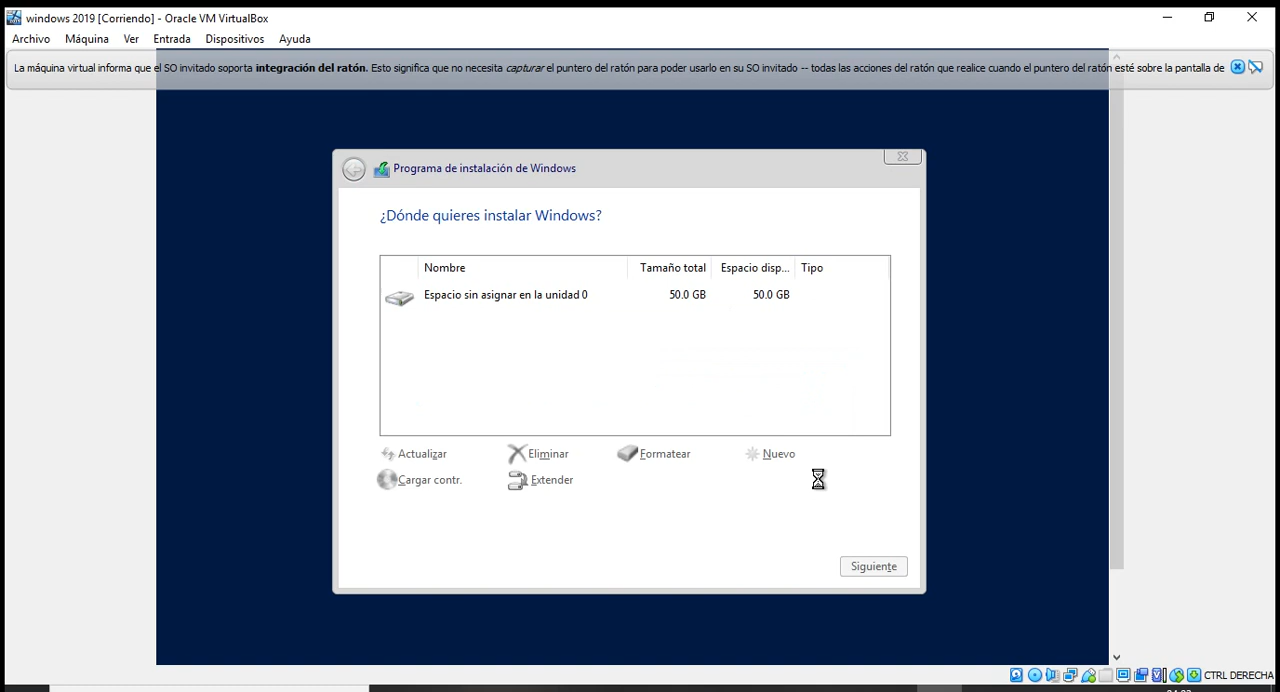 windows 2019 [Corriendo] - Oracle VM VirtualBox
Archivo Máquina Ver Entrada Dispositivos Ayuda
La máquina virtual informa que el SO invitado soporta integración del ratón. Esto significa que no necesita capturar el puntero del ratón para poder usarlo en su SO invitado -- todas las acciones del ratón que realice cuando el puntero del ratón esté sobre la pantalla de
Programa de instalación de Windows
¿Dónde quieres instalar Windows?
Nombre Tamaño total Espacio disp... Tipo
Espacio sin asignar en la unidad 0 50.0 GB 50.0 GB
Actualizar Eliminar Formatear Nuevo
Cargar contr. Extender
Siguiente
CTRL DERECHA